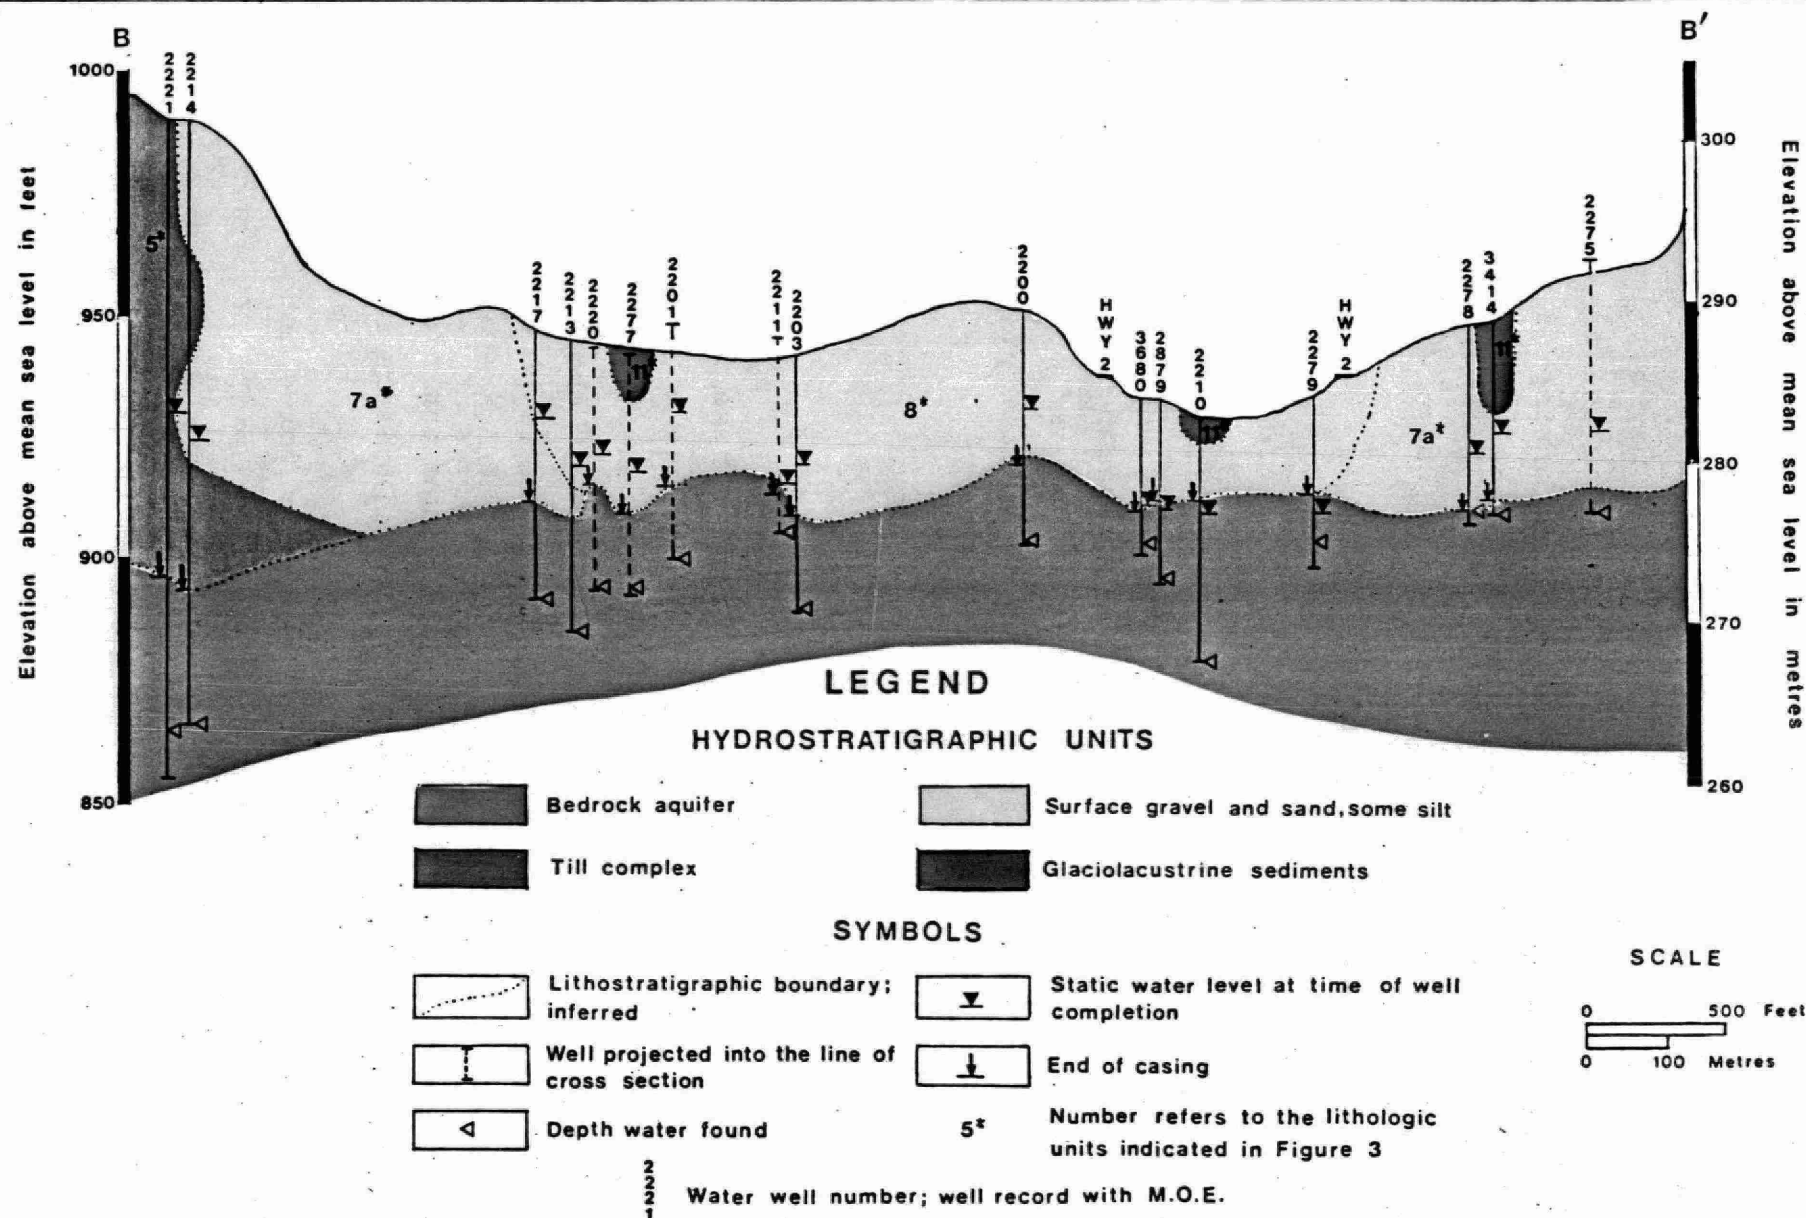 B
B'
1000
950
900
850
Elevation above mean sea level in feet
300
290
280
270
260
Elevation above mean sea level in metres
2221
2214
2217
2213
2220
2277
2201
2211
2203
2200
HWY 2
3680
2879
2210
2279
HWY 2
2278
3414
2275
5*
7a*
11*
8*
11*
7a*
11*
LEGEND
HYDROSTRATIGRAPHIC UNITS
Bedrock aquifer
Surface gravel and sand, some silt
Till complex
Glaciolacustrine sediments
SYMBOLS
Lithostratigraphic boundary;
inferred
Static water level at time of well
completion
Well projected into the line of
cross section
End of casing
Depth water found
5*
Number refers to the lithologic
units indicated in Figure 3
2221
Water well number; well record with M.O.E.
SCALE
0 500 Feet
0 100 Metres